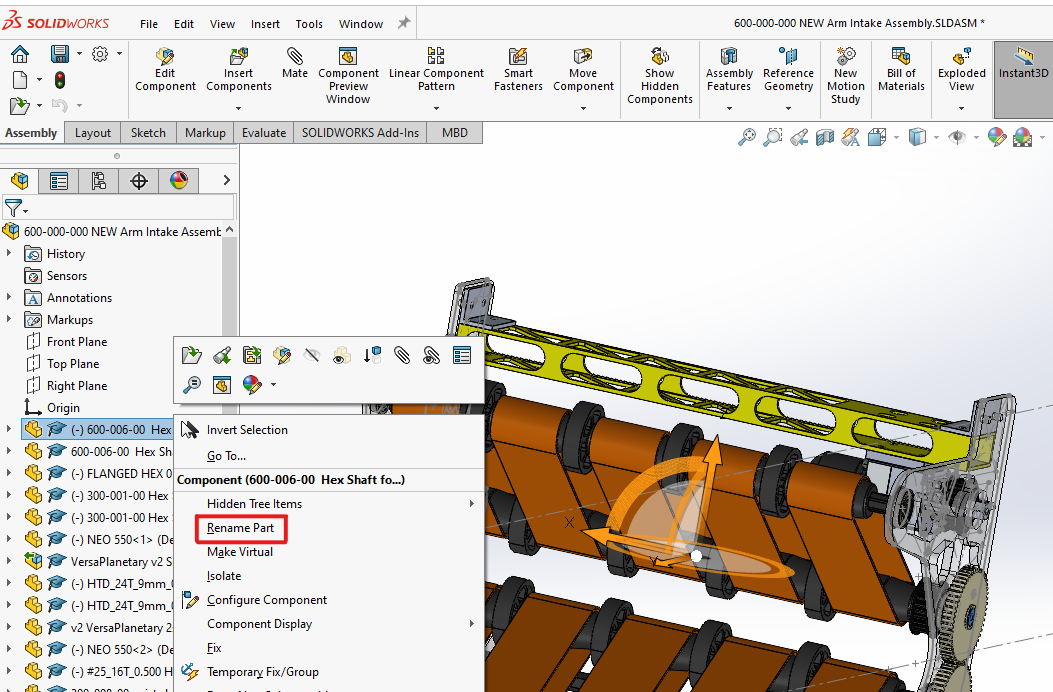 SOLIDWORKS
File Edit View Insert Tools Window
600-000-000 NEW Arm Intake Assembly.SLDASM *
Edit Component
Insert Components
Mate
Component Preview Window
Linear Component Pattern
Smart Fasteners
Move Component
Show Hidden Components
Assembly Features
Reference Geometry
New Motion Study
Bill of Materials
Exploded View
Instant3D
Assembly Layout Sketch Markup Evaluate SOLIDWORKS Add-Ins MBD
600-000-000 NEW Arm Intake Assemb
History
Sensors
Annotations
Markups
Front Plane
Top Plane
Right Plane
Origin
(-) 600-006-00 Hex
600-006-00 Hex Sh
(-) FLANGED HEX 0
(-) 300-001-00 Hex
(-) 300-001-00 Hex
(-) NEO 550<1> (De
VersaPlanetary v2 S
(-) HTD_24T_9mm_0
(-) HTD_24T_9mm_0
v2 VersaPlanetary 2
(-) NEO 550<2> (De
(-) #25_16T_0.500 H
Invert Selection
Go To...
Component (600-006-00 Hex Shaft fo...)
Hidden Tree Items
Rename Part
Make Virtual
Isolate
Configure Component
Component Display
Fix
Temporary Fix/Group
X
Y